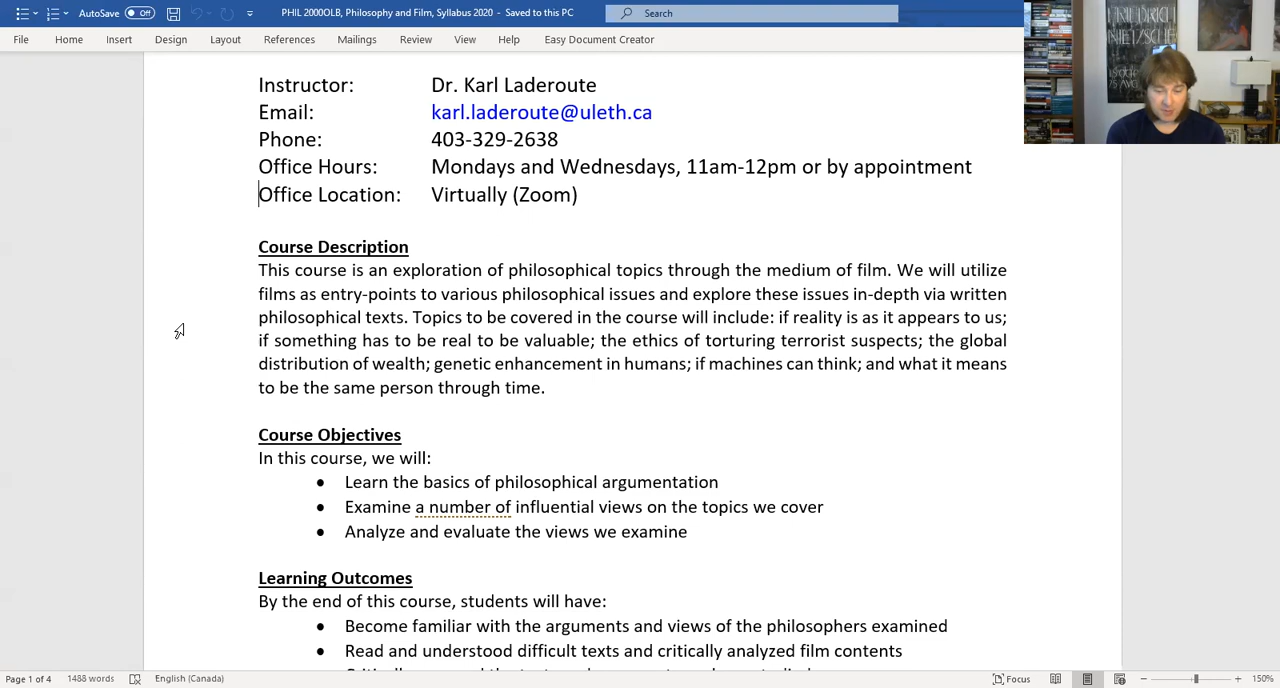 AutoSave Off PHIL 2000OLB, Philosophy and Film, Syllabus 2020 - Saved to this PC Search
File Home Insert Design Layout References Mailings Review View Help Easy Document Creator
FRIEDRICH
NIETZSCHE
Instructor: Dr. Karl Laderoute
Email: karl.laderoute@uleth.ca
Phone: 403-329-2638
Office Hours: Mondays and Wednesdays, 11am-12pm or by appointment
Office Location: Virtually (Zoom)
Course Description
This course is an exploration of philosophical topics through the medium of film. We will utilize
films as entry-points to various philosophical issues and explore these issues in-depth via written
philosophical texts. Topics to be covered in the course will include: if reality is as it appears to us;
if something has to be real to be valuable; the ethics of torturing terrorist suspects; the global
distribution of wealth; genetic enhancement in humans; if machines can think; and what it means
to be the same person through time.
Course Objectives
In this course, we will:
• Learn the basics of philosophical argumentation
• Examine a number of influential views on the topics we cover
• Analyze and evaluate the views we examine
Learning Outcomes
By the end of this course, students will have:
• Become familiar with the arguments and views of the philosophers examined
• Read and understood difficult texts and critically analyzed film contents
Page 1 of 4 1488 words English (Canada) Focus 150%